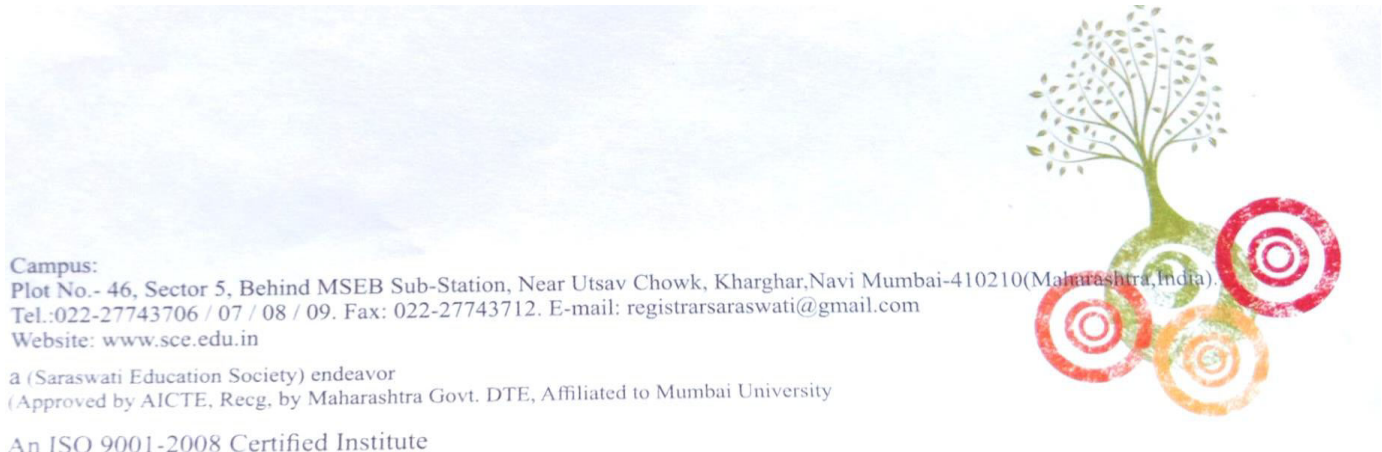 Campus:
Plot No.- 46, Sector 5, Behind MSEB Sub-Station, Near Utsav Chowk, Kharghar,Navi Mumbai-410210(Maharashtra,India).
Tel.:022-27743706 / 07 / 08 / 09. Fax: 022-27743712. E-mail: registrarsaraswati@gmail.com
Website: www.sce.edu.in
a (Saraswati Education Society) endeavor
(Approved by AICTE, Recg, by Maharashtra Govt. DTE, Affiliated to Mumbai University
An ISO 9001-2008 Certified Institute